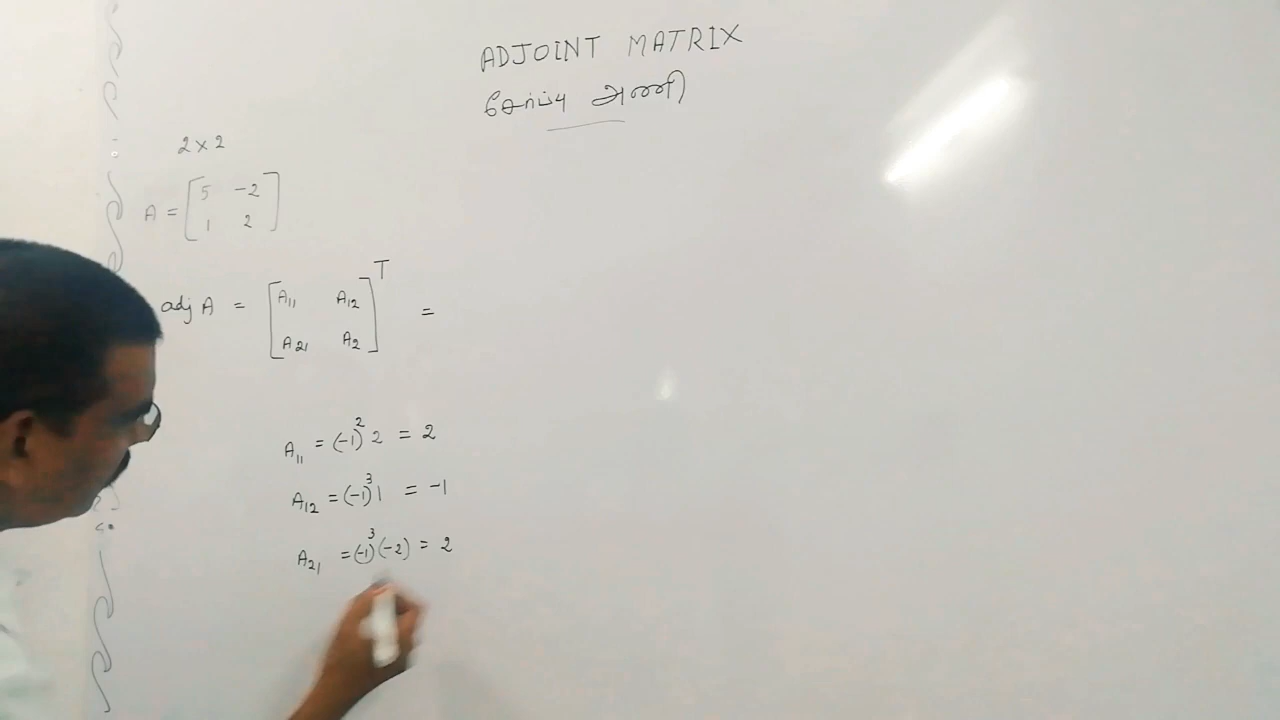 ADJOINT MATRIX
சேர்ப்பு அணி
2 × 2
A = [ 5 -2
1 2 ]
adj A = [ A₁₁ A₁₂
A₂₁ A₂ ]ᵀ =
A₁₁ = (-1)² 2 = 2
A₁₂ = (-1)³ 1 = -1
A₂₁ = (-1)³ (-2) = 2